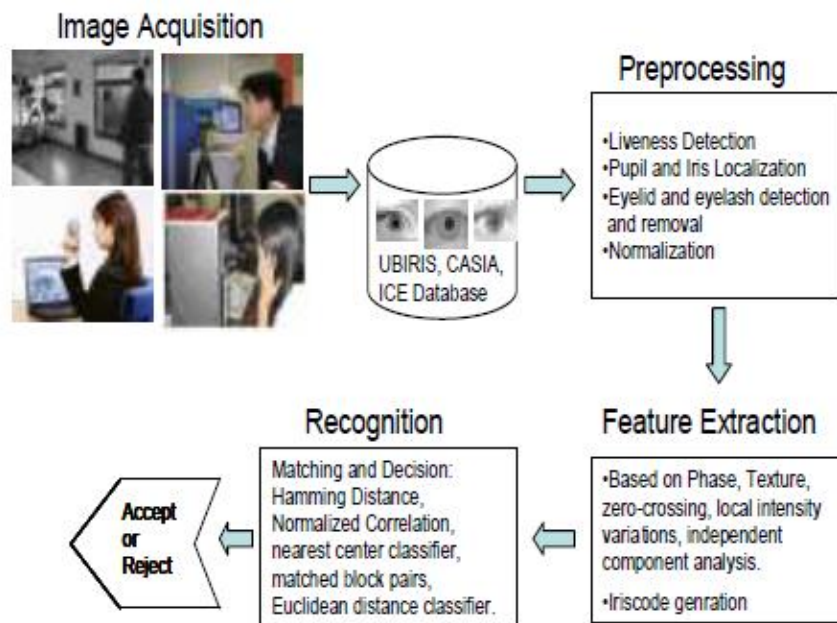 Image Acquisition
UBIRIS, CASIA,
ICE Database
Preprocessing
•Liveness Detection
•Pupil and Iris Localization
•Eyelid and eyelash detection
and removal
•Normalization
Feature Extraction
•Based on Phase, Texture,
zero-crossing, local intensity
variations, independent
component analysis.
•Iriscode genration
Recognition
Matching and Decision:
Hamming Distance,
Normalized Correlation,
nearest center classifier,
matched block pairs,
Euclidean distance classifier.
Accept
or
Reject